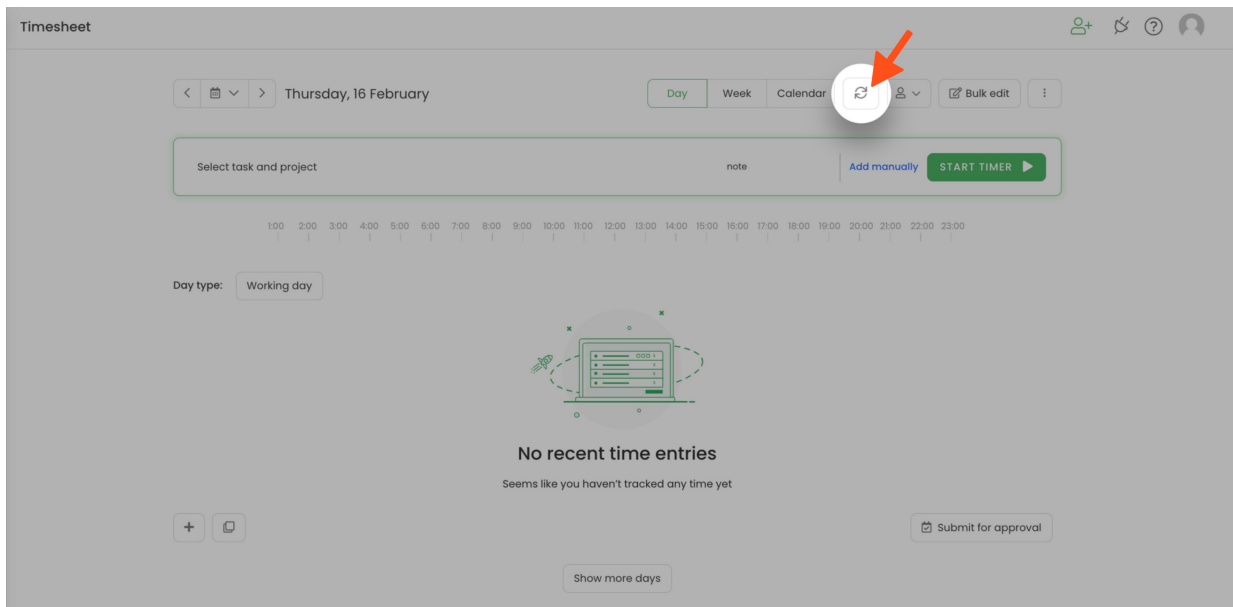 Timesheet
Thursday, 16 February
Day Week Calendar
Bulk edit
Select task and project note Add manually START TIMER
1:00 2:00 3:00 4:00 5:00 6:00 7:00 8:00 9:00 10:00 11:00 12:00 13:00 14:00 15:00 16:00 17:00 18:00 19:00 20:00 21:00 22:00 23:00
Day type: Working day
No recent time entries
Seems like you haven't tracked any time yet
Submit for approval
Show more days